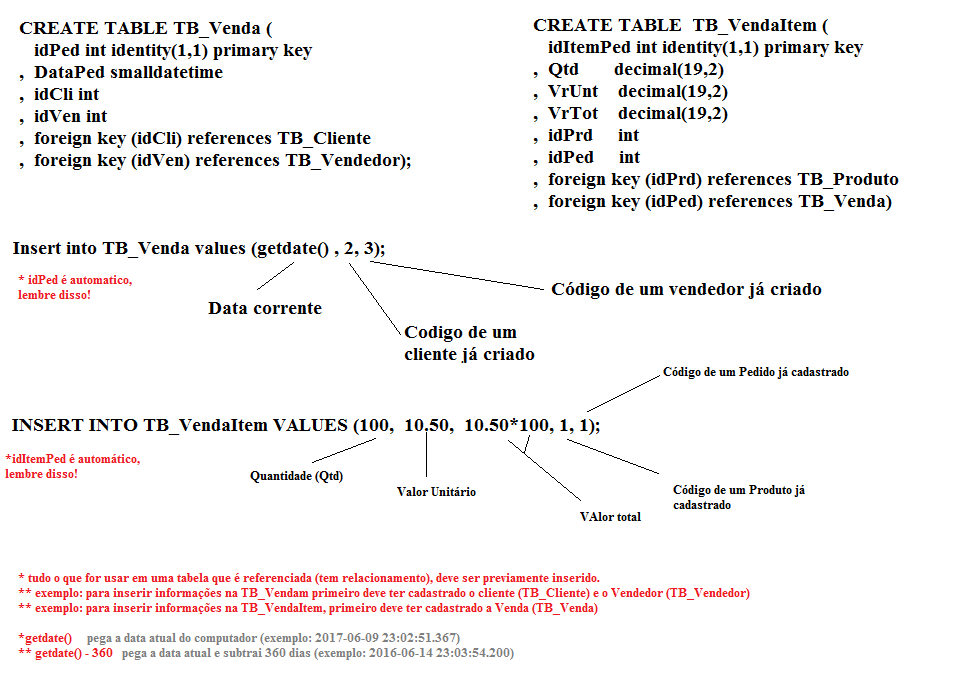 CREATE TABLE TB_Venda (
idPed int identity(1,1) primary key
, DataPed smalldatetime
, idCli int
, idVen int
, foreign key (idCli) references TB_Cliente
, foreign key (idVen) references TB_Vendedor);
CREATE TABLE TB_VendaItem (
idItemPed int identity(1,1) primary key
, Qtd decimal(19,2)
, VrUnt decimal(19,2)
, VrTot decimal(19,2)
, idPrd int
, idPed int
, foreign key (idPrd) references TB_Produto
, foreign key (idPed) references TB_Venda)
Insert into TB_Venda values (getdate() , 2, 3);
* idPed é automatico,
lembre disso!
Data corrente
Codigo de um
cliente já criado
Código de um vendedor já criado
Código de um Pedido já cadastrado
INSERT INTO TB_VendaItem VALUES (100, 10.50, 10.50*100, 1, 1);
*idItemPed é automático,
lembre disso!
Quantidade (Qtd)
Valor Unitário
VAlor total
Código de um Produto já
cadastrado
* tudo o que for usar em uma tabela que é referenciada (tem relacionamento), deve ser previamente inserido.
** exemplo: para inserir informações na TB_Vendam primeiro deve ter cadastrado o cliente (TB_Cliente) e o Vendedor (TB_Vendedor)
** exemplo: para inserir informações na TB_VendaItem, primeiro deve ter cadastrado a Venda (TB_Venda)
*getdate() pega a data atual do computador (exemplo: 2017-06-09 23:02:51.367)
** getdate() - 360 pega a data atual e subtrai 360 dias (exemplo: 2016-06-14 23:03:54.200)